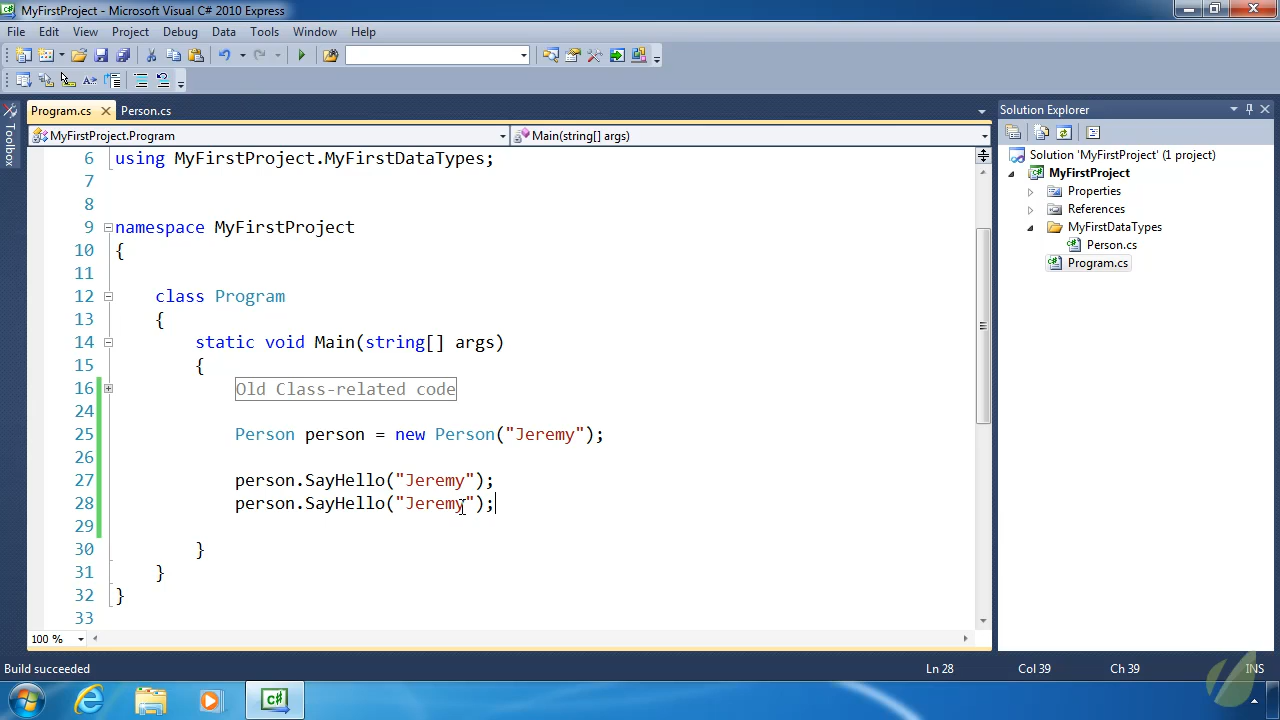 MyFirstProject - Microsoft Visual C# 2010 Express
File Edit View Project Debug Data Tools Window Help
Toolbox
Program.cs Person.cs
MyFirstProject.Program Main(string[] args)
6 using MyFirstProject.MyFirstDataTypes;
7
8
9 namespace MyFirstProject
10 {
11
12 class Program
13 {
14 static void Main(string[] args)
15 {
16 Old Class-related code
24
25 Person person = new Person("Jeremy");
26
27 person.SayHello("Jeremy");
28 person.SayHello("Jeremy");
29
30 }
31 }
32 }
33
100 %
Solution Explorer
Solution 'MyFirstProject' (1 project)
MyFirstProject
Properties
References
MyFirstDataTypes
Person.cs
Program.cs
Build succeeded Ln 28 Col 39 Ch 39 INS